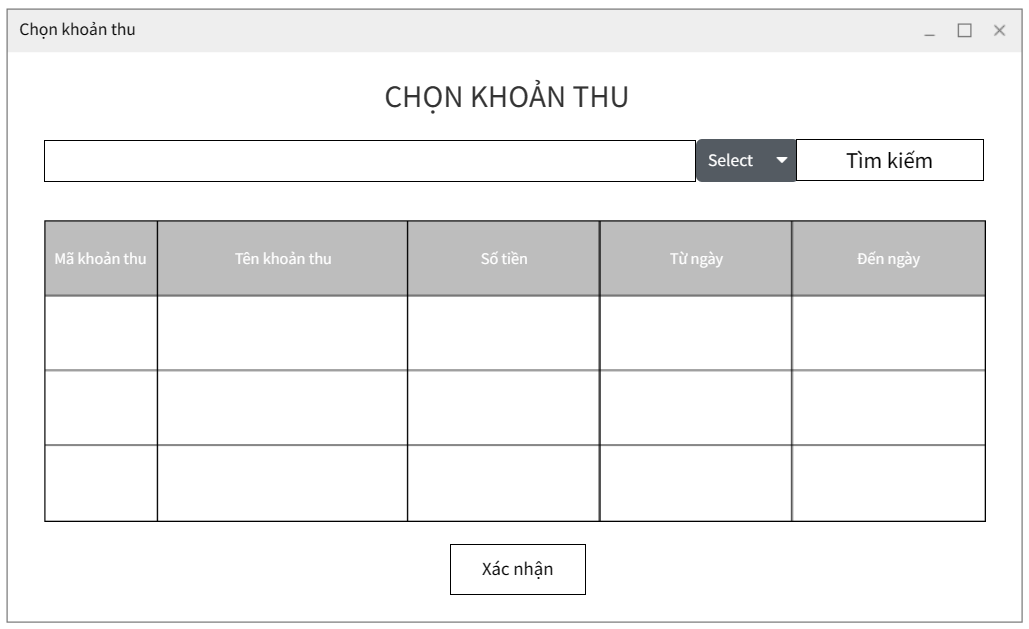 Chọn khoản thu
CHỌN KHOẢN THU
Select Tìm kiếm
Mã khoản thu Tên khoản thu Số tiền Từ ngày Đến ngày
Xác nhận